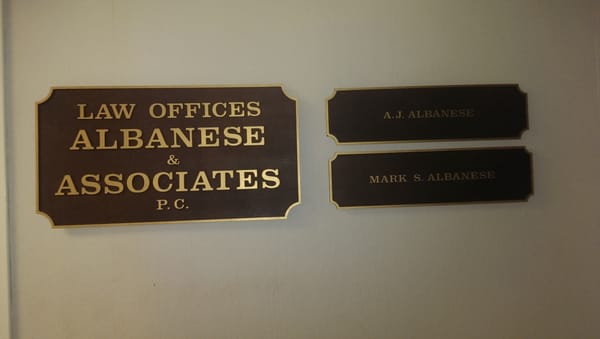 LAW OFFICES
ALBANESE
&
ASSOCIATES
P.C.
A.J. ALBANESE
MARK S. ALBANESE